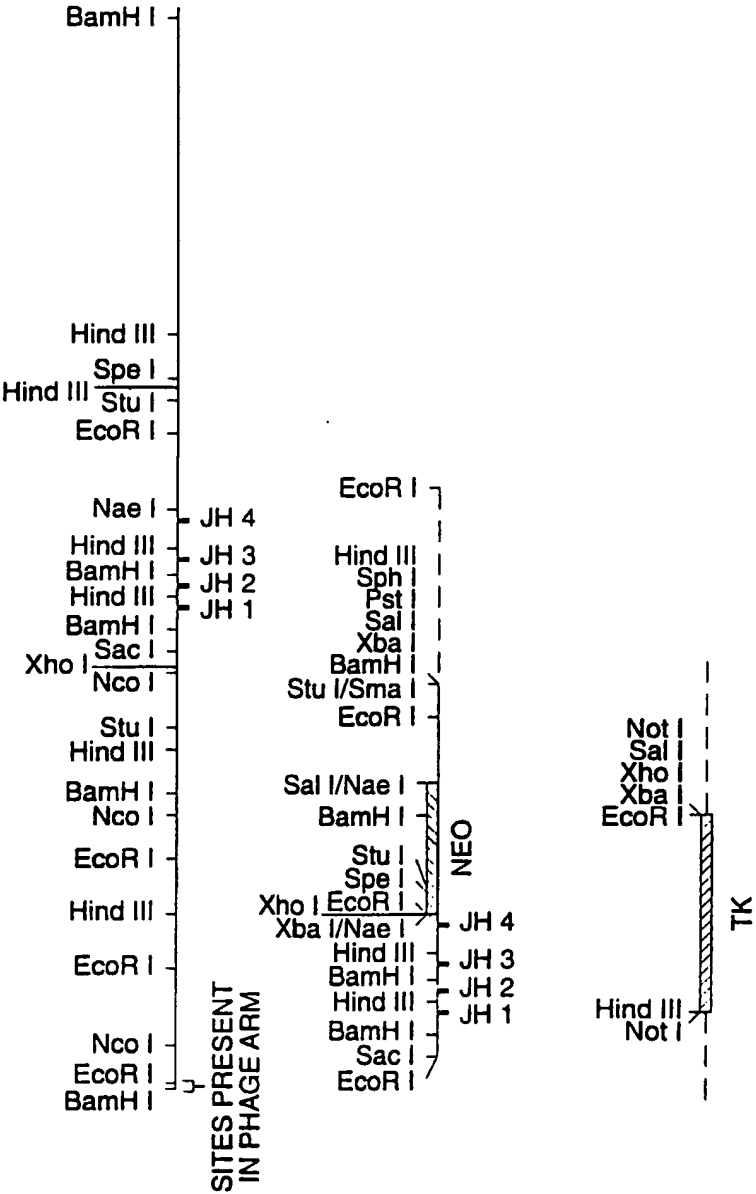 BamH I
Hind III
Spe I
Hind III
Stu I
EcoR I
Nae I
JH 4
Hind III
JH 3
BamH I
JH 2
Hind III
JH 1
BamH I
Sac I
Xho I
Nco I
Stu I
Hind III
BamH I
Nco I
EcoR I
Hind III
EcoR I
Nco I
EcoR I
BamH I
SITES PRESENT
IN PHAGE ARM
EcoR I
Hind III
Sph I
Pst I
Sal I
Xba I
BamH I
Stu I/Sma I
EcoR I
Sal I/Nae I
BamH I
Stu I
Spe I
EcoR I
Xho I
Xba I/Nae I
NEO
JH 4
Hind III
JH 3
BamH I
JH 2
Hind III
JH 1
BamH I
Sac I
EcoR I
Not I
Sal I
Xho I
Xba I
EcoR I
TK
Hind III
Not I